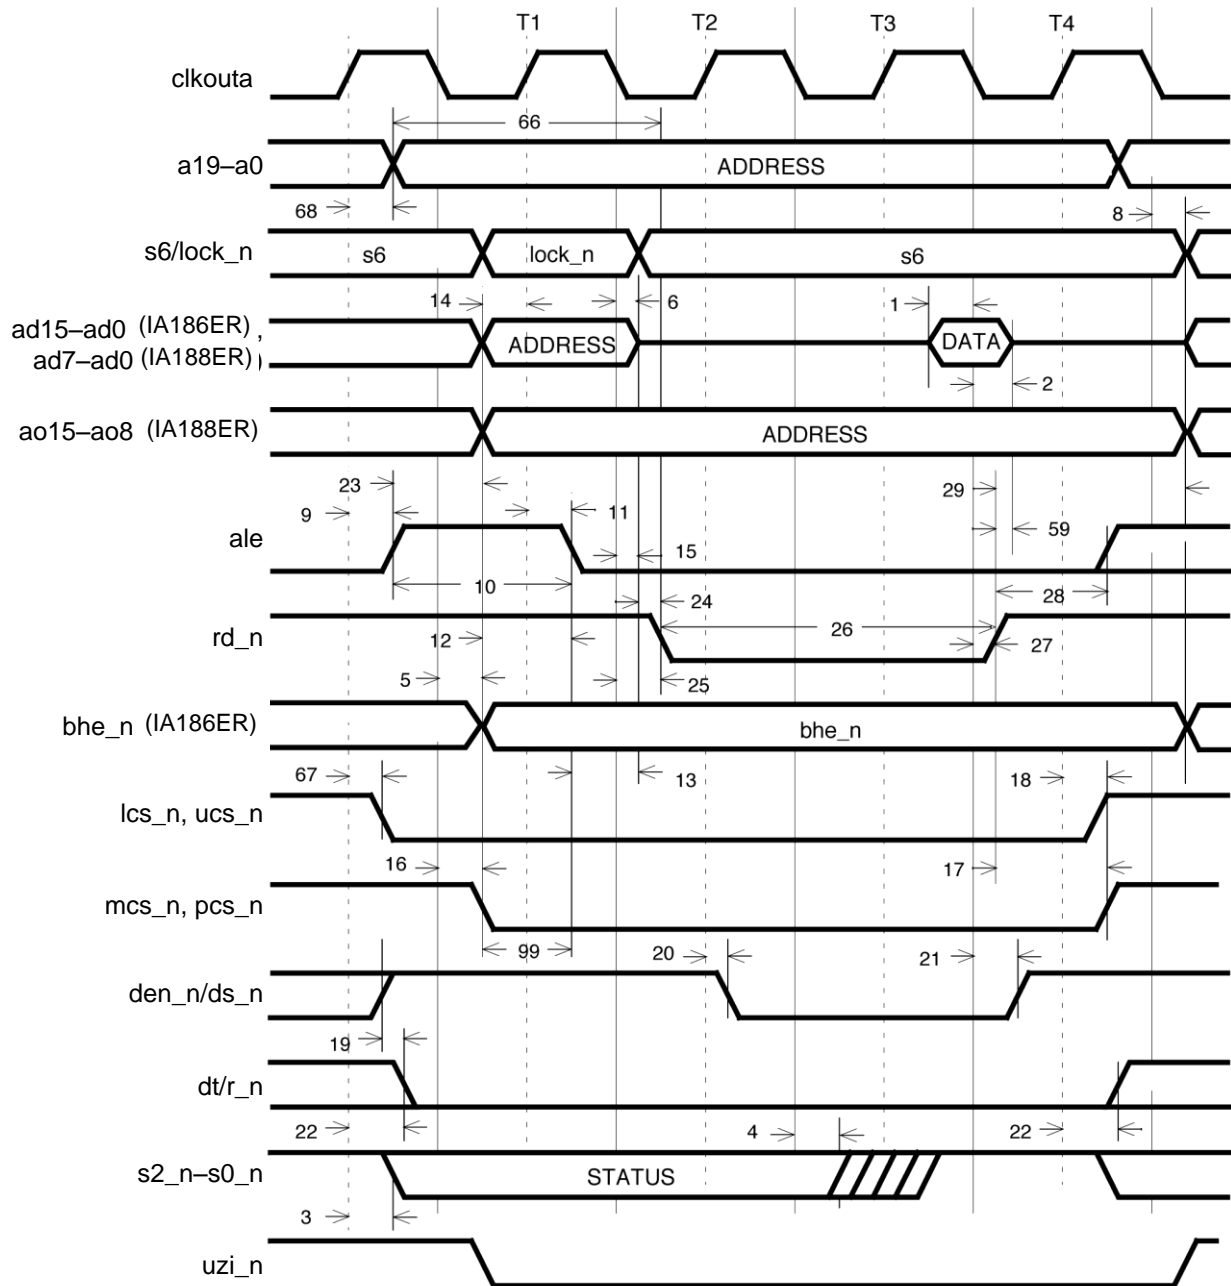 T1 T2 T3 T4
clkouta
66
a19–a0 ADDRESS
68 8
s6/lock_n s6 lock_n s6
14 6 1
ad15–ad0 (IA186ER) ,
ad7–ad0 (IA188ER) )
ADDRESS DATA
2
ao15–ao8 (IA188ER) ADDRESS
23 29
9 11 59
ale
15
10 24 28
rd_n 12 26 27
5 25
bhe_n (IA186ER) bhe_n
67 13 18
lcs_n, ucs_n
16 17
mcs_n, pcs_n
99 20 21
den_n/ds_n
19
dt/r_n
22 4 22
s2_n–s0_n STATUS
3
uzi_n